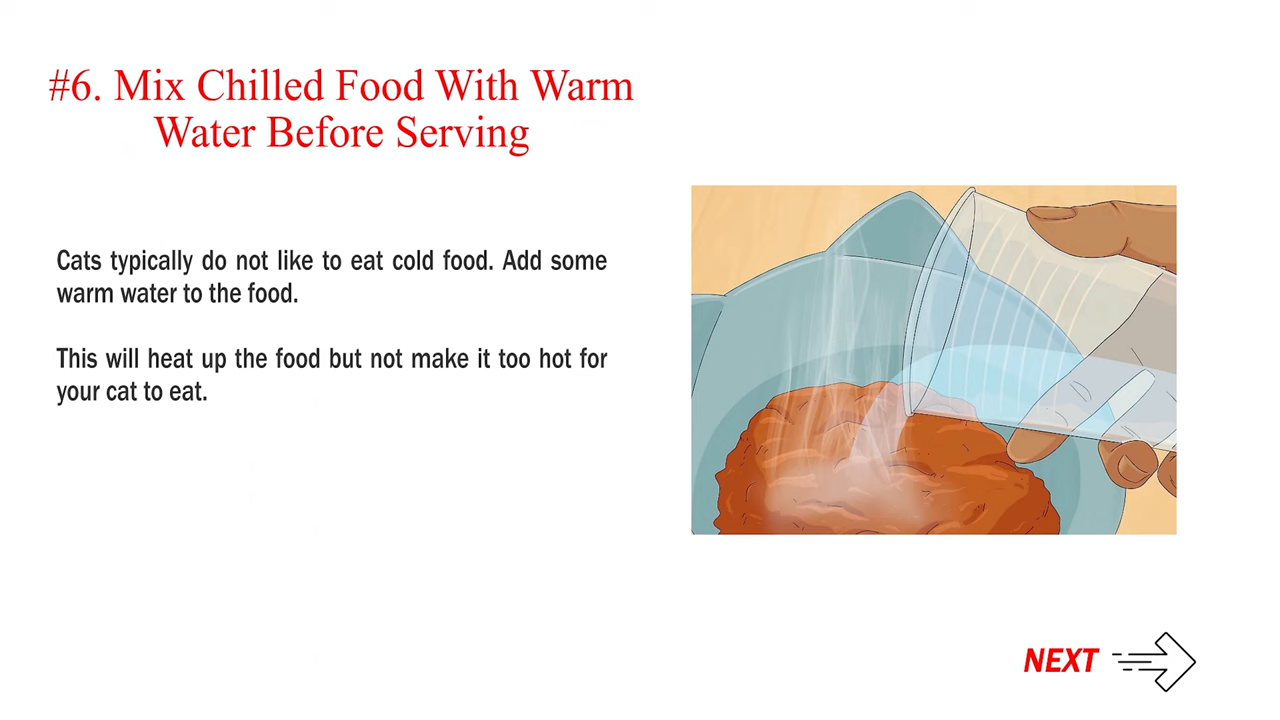 #6. Mix Chilled Food With Warm
Water Before Serving
Cats typically do not like to eat cold food. Add some
warm water to the food.
This will heat up the food but not make it too hot for
your cat to eat.
NEXT